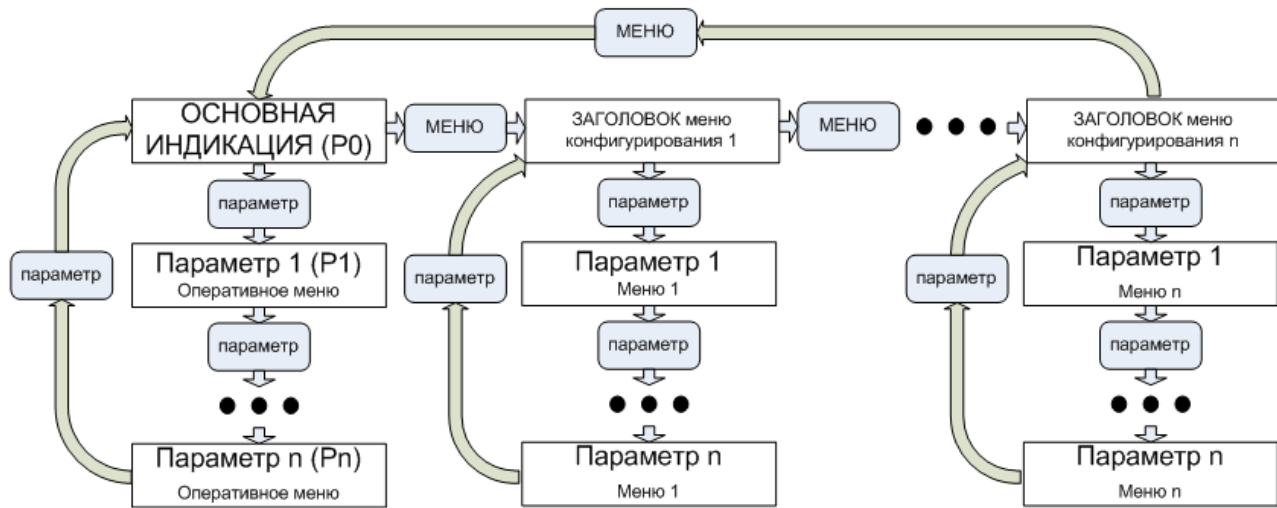 МЕНЮ
ОСНОВНАЯ
ИНДИКАЦИЯ (P0)
МЕНЮ
ЗАГОЛОВОК меню
конфигурирования 1
МЕНЮ
ЗАГОЛОВОК меню
конфигурирования n
параметр
параметр
параметр
параметр
Параметр 1 (P1)
Оперативное меню
параметр
Параметр 1
Меню 1
параметр
Параметр 1
Меню n
параметр
параметр
параметр
Параметр n (Pn)
Оперативное меню
Параметр n
Меню 1
Параметр n
Меню n